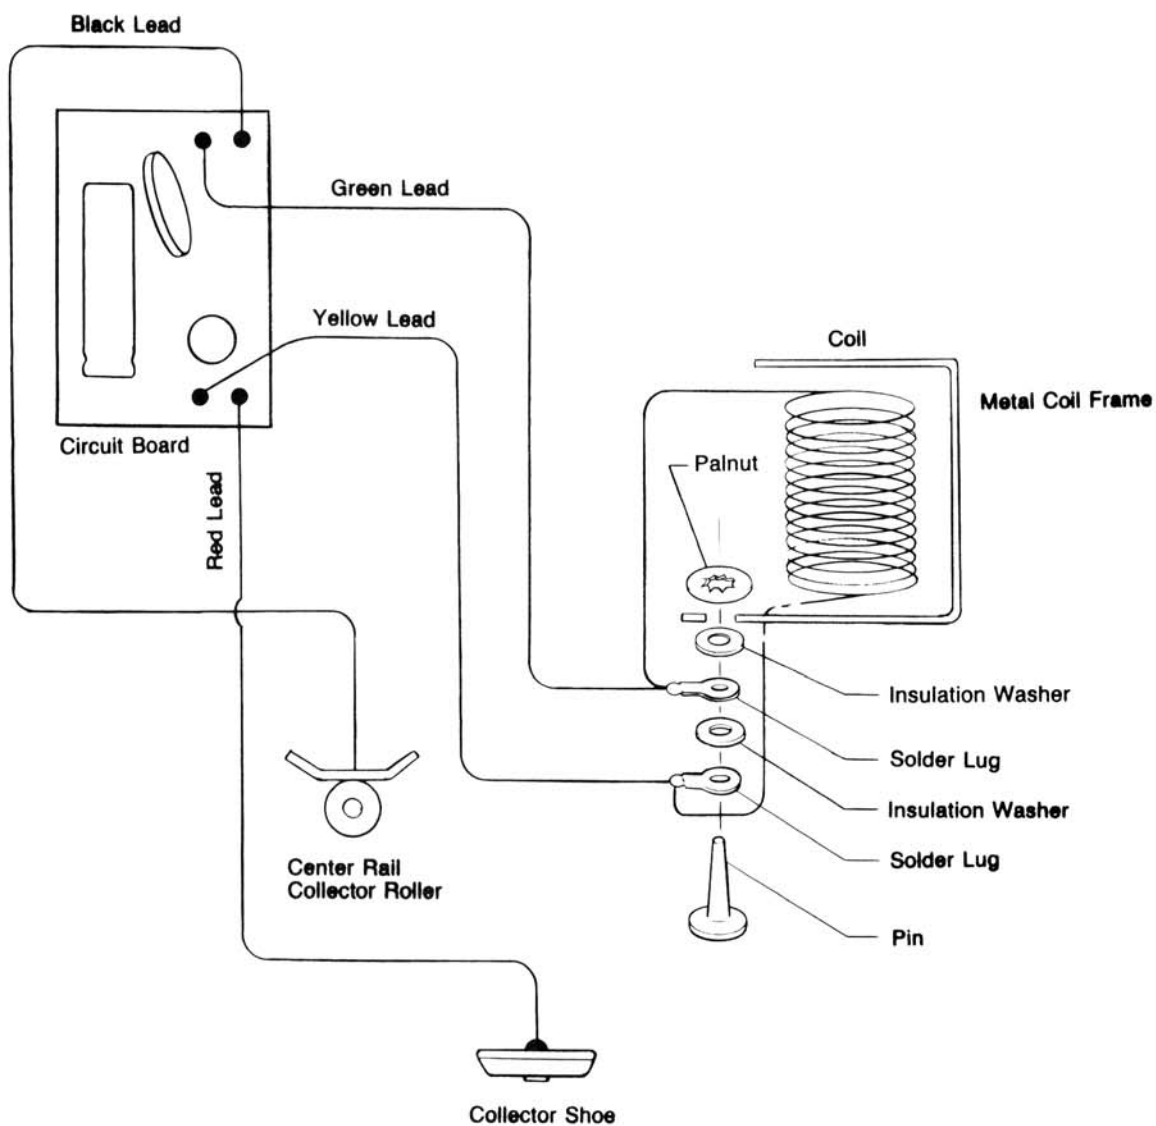 Black Lead
Green Lead
Yellow Lead
Coil
Metal Coil Frame
Circuit Board
Palnut
Red Lead
Insulation Washer
Solder Lug
Insulation Washer
Center Rail
Collector Roller
Solder Lug
Pin
Collector Shoe